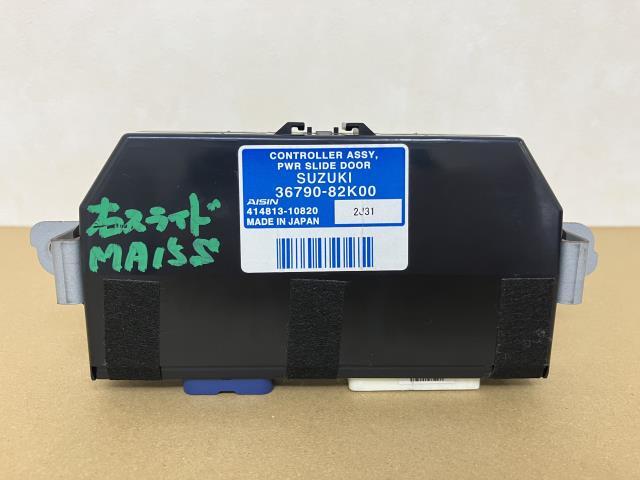 CONTROLLER ASSY,
PWR SLIDE DOOR
SUZUKI
36790-82K00
AISIN
414813-10820 2J31
MADE IN JAPAN
右スライド
MA15S